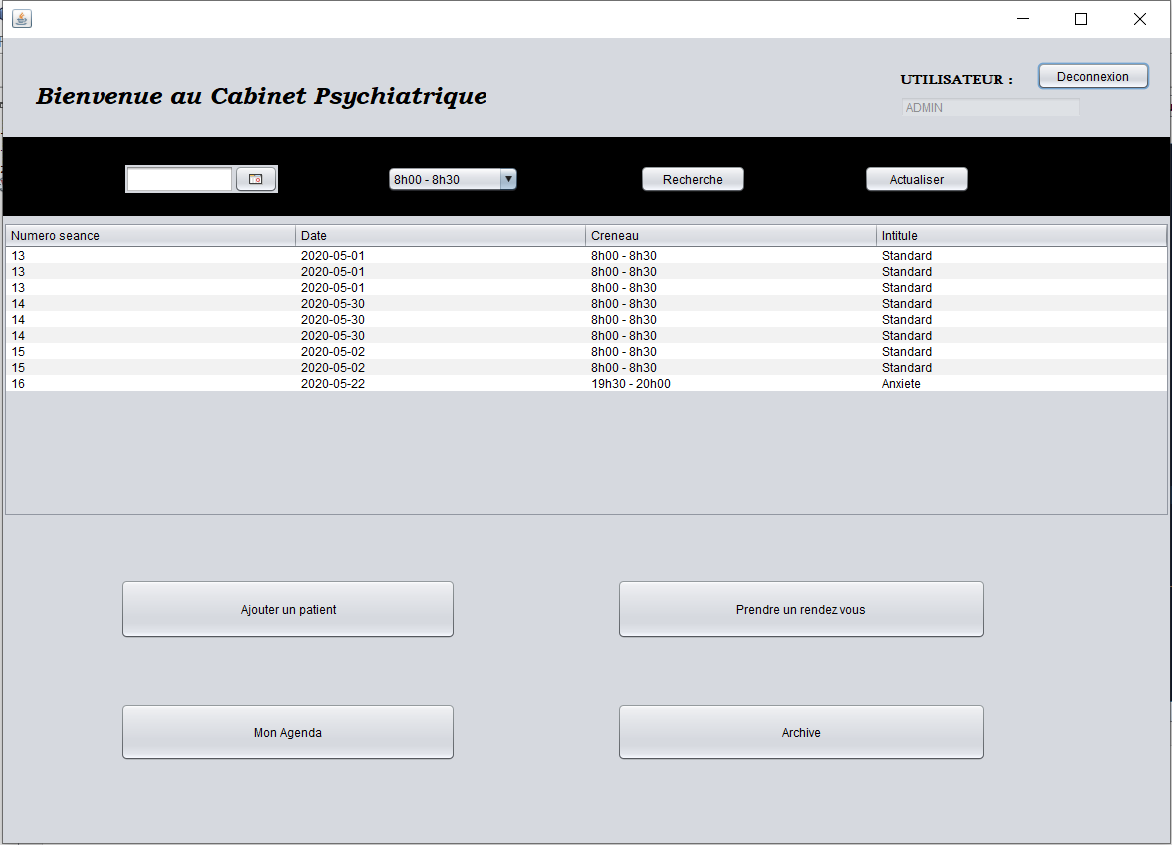 UTILISATEUR :
Deconnexion
Bienvenue au Cabinet Psychiatrique
ADMIN
8h00 - 8h30
Recherche
Actualiser
Numero seance Date Creneau Intitule
13 2020-05-01 8h00 - 8h30 Standard
13 2020-05-01 8h00 - 8h30 Standard
13 2020-05-01 8h00 - 8h30 Standard
14 2020-05-30 8h00 - 8h30 Standard
14 2020-05-30 8h00 - 8h30 Standard
14 2020-05-30 8h00 - 8h30 Standard
15 2020-05-02 8h00 - 8h30 Standard
15 2020-05-02 8h00 - 8h30 Standard
16 2020-05-22 19h30 - 20h00 Anxiete
Ajouter un patient
Prendre un rendez vous
Mon Agenda
Archive